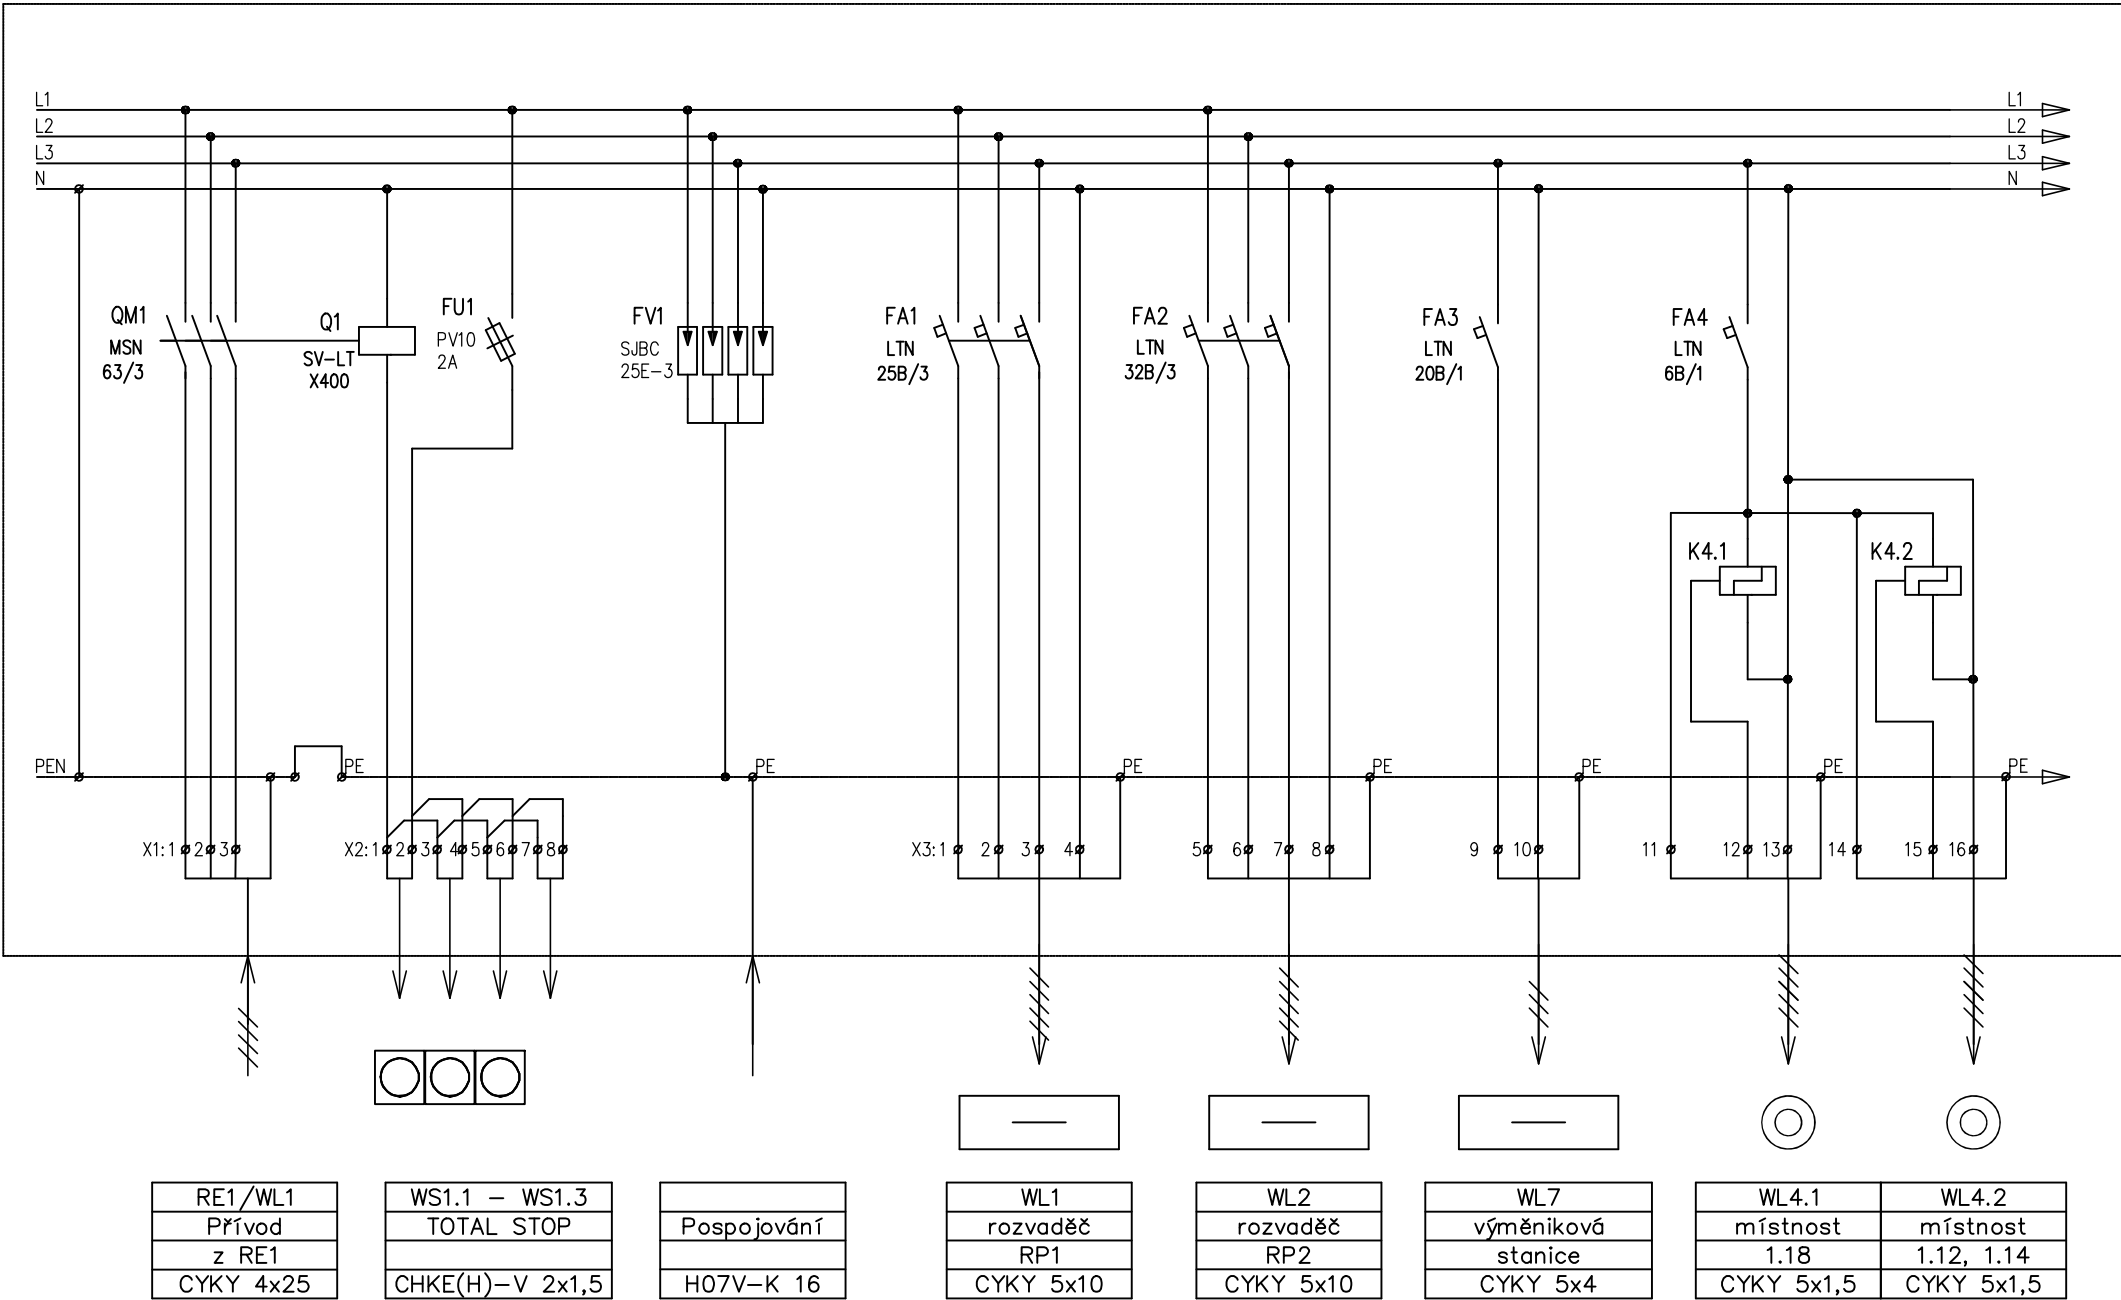 L1
L1
L2
L2
L3
L3
N
N
QM1
MSN
63/3
Q1
SV-LT
X400
FU1
PV10
2A
FV1
SJBC
25E-3
FA1
LTN
25B/3
FA2
LTN
32B/3
FA3
LTN
20B/1
FA4
LTN
6B/1
K4.1
K4.2
PEN
PE
PE
PE
PE
PE
PE
PE
X1:1 2 3
X2:1 2 3 4 5 6 7 8
X3:1 2 3 4
5 6 7 8
9 10
11 12 13
14 15 16
RE1/WL1
Přívod
z RE1
CYKY 4x25
WS1.1 - WS1.3
TOTAL STOP
CHKE(H)-V 2x1,5
Pospojování
H07V-K 16
WL1
rozvaděč
RP1
CYKY 5x10
WL2
rozvaděč
RP2
CYKY 5x10
WL7
výměniková
stanice
CYKY 5x4
WL4.1
místnost
1.18
CYKY 5x1,5
WL4.2
místnost
1.12, 1.14
CYKY 5x1,5